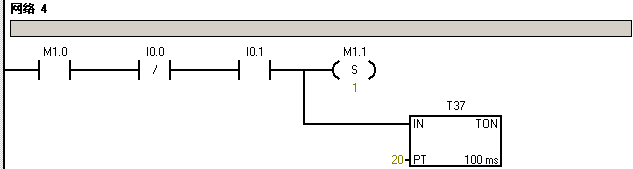 网络 4
M1.0 I0.0 I0.1 M1.1
/ S
1
T37
IN TON
20 PT 100 ms